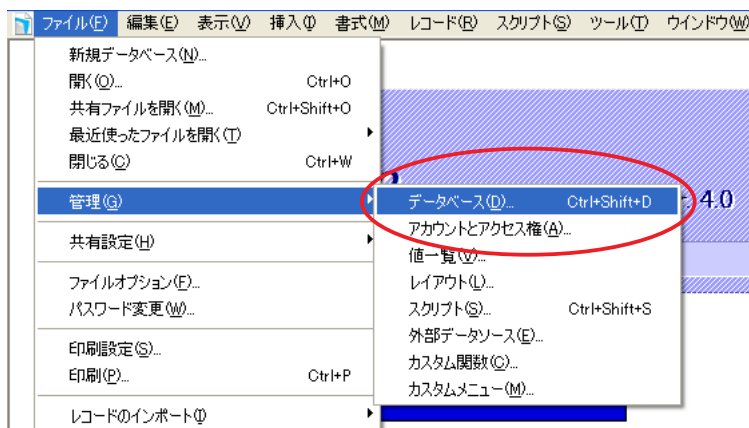 ファイル(F) 編集(E) 表示(V) 挿入(I) 書式(M) レコード(R) スクリプト(S) ツール(T) ウインドウ(W)
新規データベース(N)...
開く(O)... Ctrl+O
共有ファイルを開く(M)... Ctrl+Shift+O
最近使ったファイルを開く(T)
閉じる(C) Ctrl+W
管理(G)
共有設定(H)
ファイルオプション(F)...
パスワード変更(W)...
印刷設定(S)...
印刷(P)... Ctrl+P
レコードのインポート(I)
データベース(D)... Ctrl+Shift+D
アカウントとアクセス権(A)...
値一覧(V)...
レイアウト(L)...
スクリプト(S)... Ctrl+Shift+S
外部データソース(E)...
カスタム関数(C)...
カスタムメニュー(M)...
4.0